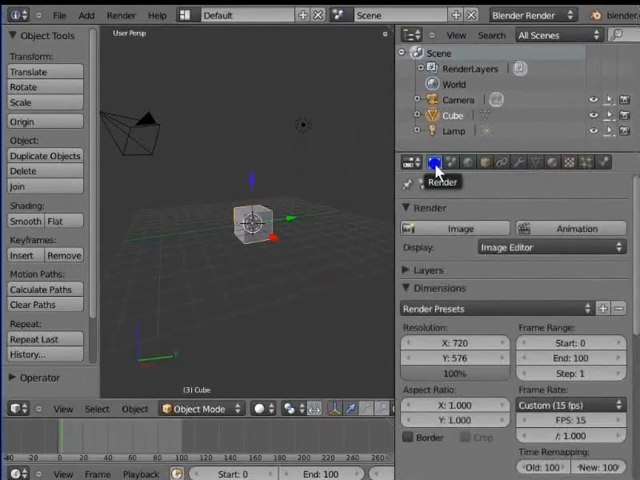 File Add Render Help Default Scene Blender Render
Object Tools
Transform:
Translate
Rotate
Scale
Origin
Object:
Duplicate Objects
Delete
Join
Shading:
Smooth Flat
Keyframes:
Insert Remove
Motion Paths:
Calculate Paths
Clear Paths
Repeat:
Repeat Last
History...
Operator
User Persp
(3) Cube
View Select Object Object Mode
-40 -20 0 20 40 60 80 100 120 140 160 180 200 220 240 260
View Frame Playback Start: 0 End: 100
View Search All Scenes
Scene
RenderLayers
World
Camera
Cube
Lamp
Render
Render
Image Animation
Display: Image Editor
Layers
Dimensions
Render Presets
Resolution:
X: 720
Y: 576
100%
Aspect Ratio:
X: 1.000
Y: 1.000
Border Crop
Frame Range:
Start: 0
End: 100
Step: 1
Frame Rate:
Custom (15 fps)
FPS: 15
/: 1.000
Time Remapping:
Old: 100 New: 100